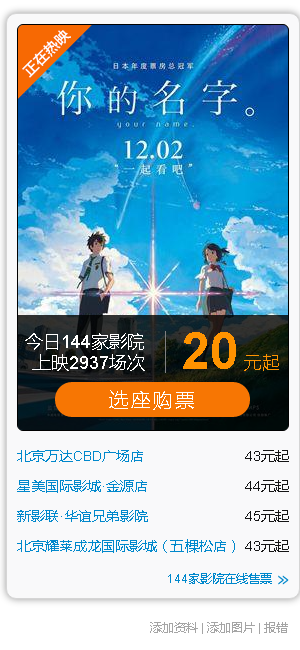 正在热映
日本年度票房总冠军
你的名字。
your name.
12.02
“一起看吧”
今日144家影院
上映2937场次
20元起
选座购票
北京万达CBD广场店 43元起
星美国际影城·金源店 44元起
新影联·华谊兄弟影院 45元起
北京耀莱成龙国际影城（五棵松店） 43元起
144家影院在线售票 »
添加资料 | 添加图片 | 报错